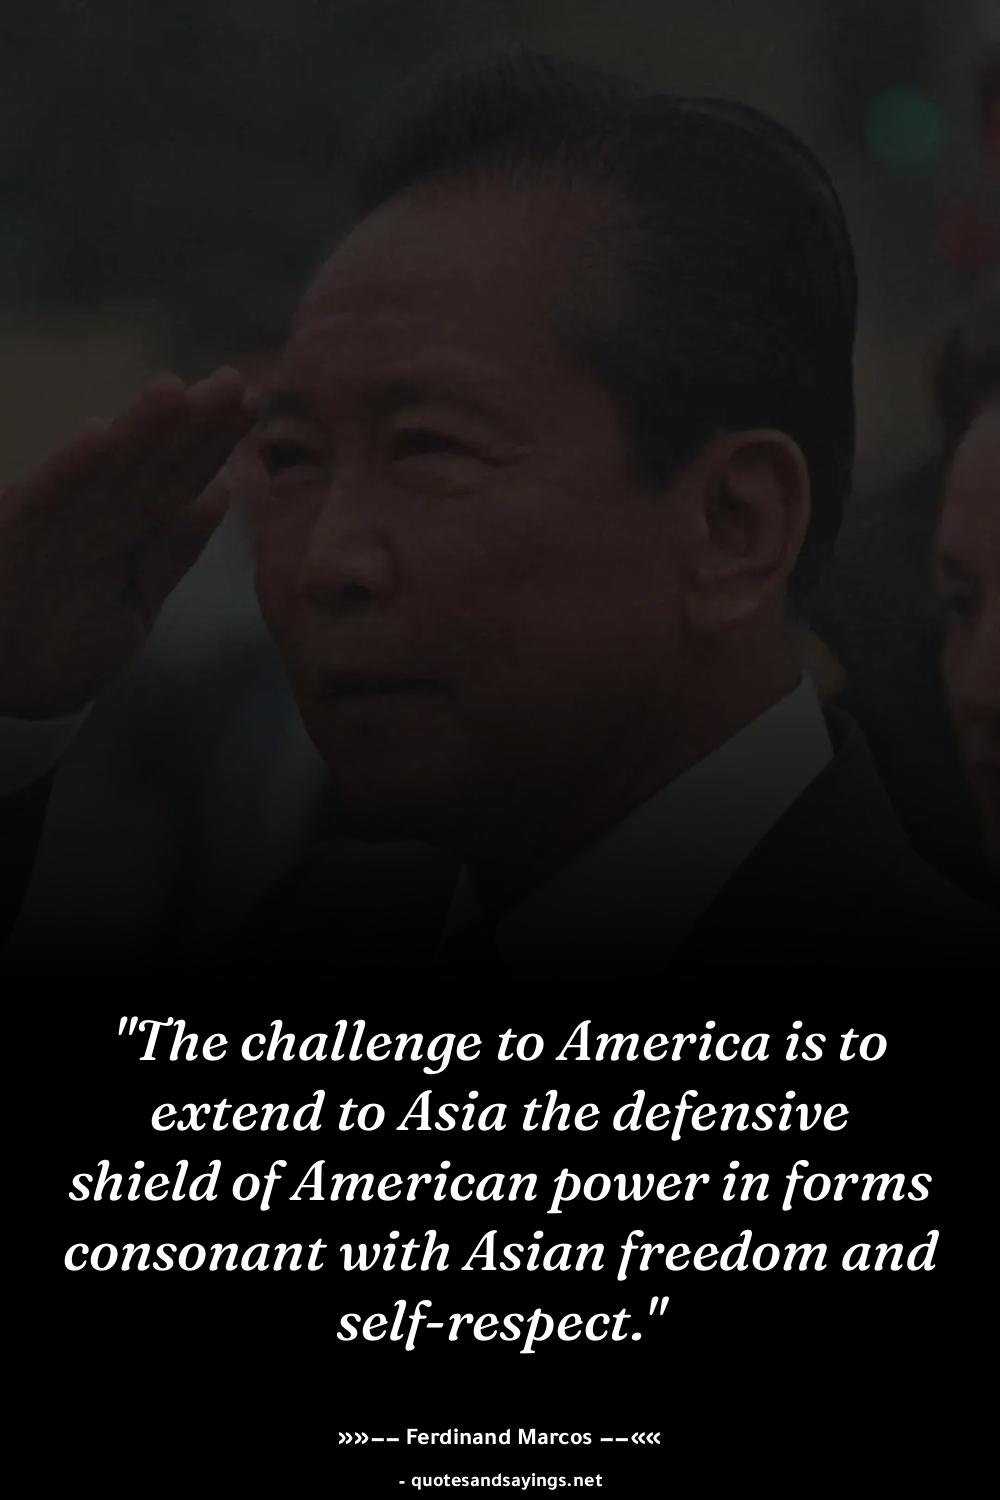 "The challenge to America is to
extend to Asia the defensive
shield of American power in forms
consonant with Asian freedom and
self-respect."
»»−− Ferdinand Marcos −−««
- quotesandsayings.net